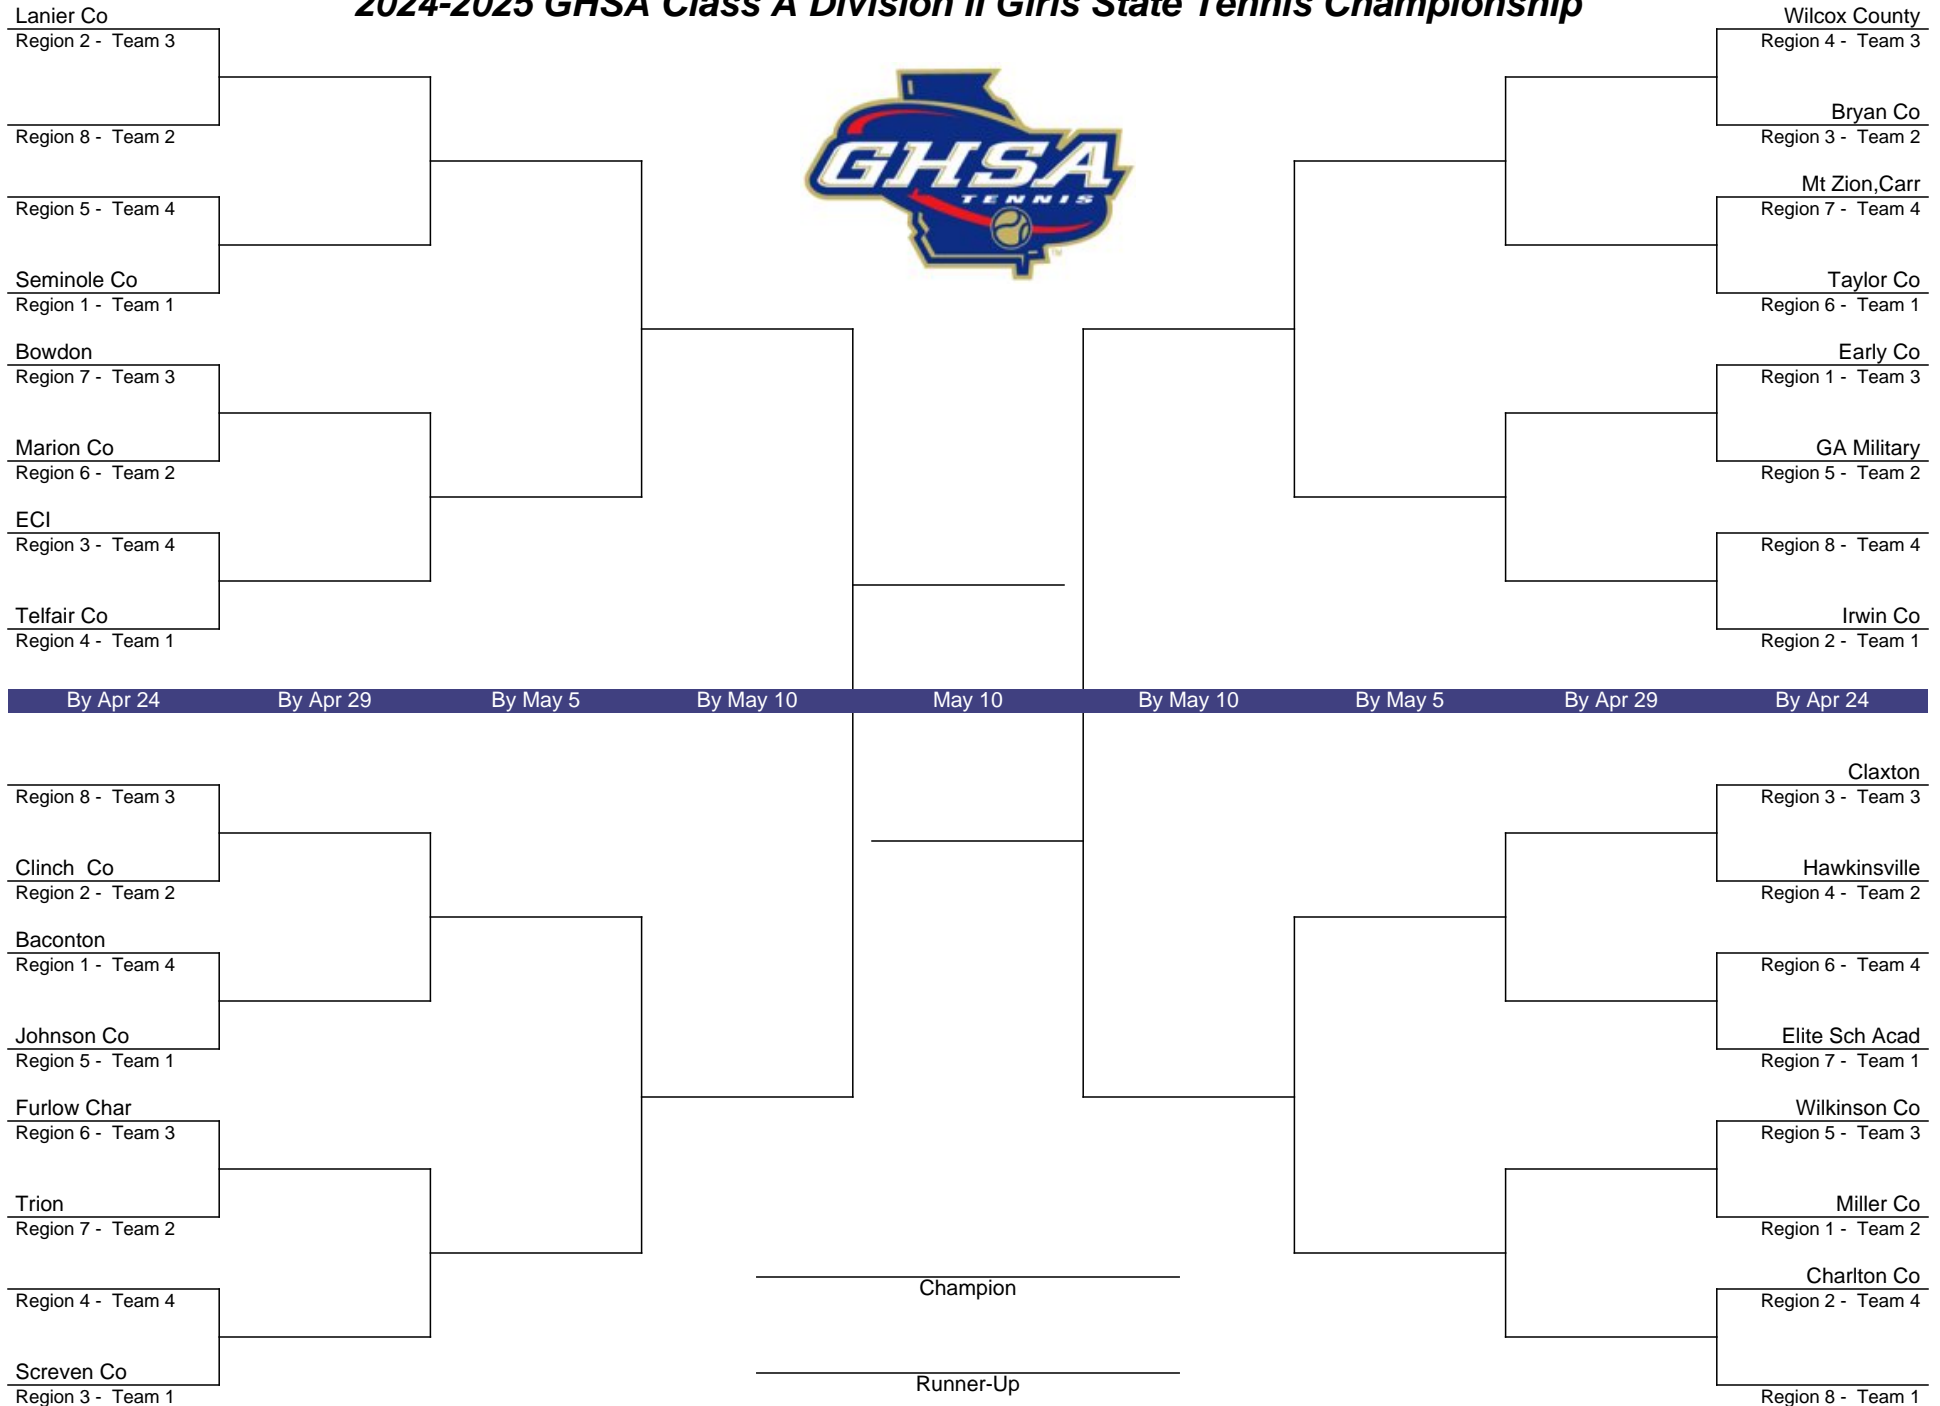 2024-2025 GHSA Class A Division II Girls State Tennis Championship
Lanier Co
Region 2 - Team 3
Region 8 - Team 2
Region 5 - Team 4
Seminole Co
Region 1 - Team 1
Bowdon
Region 7 - Team 3
Marion Co
Region 6 - Team 2
ECI
Region 3 - Team 4
Telfair Co
Region 4 - Team 1
GHSA
TENNIS
TM
Wilcox County
Region 4 - Team 3
Bryan Co
Region 3 - Team 2
Mt Zion,Carr
Region 7 - Team 4
Taylor Co
Region 6 - Team 1
Early Co
Region 1 - Team 3
GA Military
Region 5 - Team 2
Region 8 - Team 4
Irwin Co
Region 2 - Team 1
By Apr 24 By Apr 29 By May 5 By May 10 May 10 By May 10 By May 5 By Apr 29 By Apr 24
Region 8 - Team 3
Clinch Co
Region 2 - Team 2
Baconton
Region 1 - Team 4
Johnson Co
Region 5 - Team 1
Furlow Char
Region 6 - Team 3
Trion
Region 7 - Team 2
Region 4 - Team 4
Screven Co
Region 3 - Team 1
Champion
Runner-Up
Claxton
Region 3 - Team 3
Hawkinsville
Region 4 - Team 2
Region 6 - Team 4
Elite Sch Acad
Region 7 - Team 1
Wilkinson Co
Region 5 - Team 3
Miller Co
Region 1 - Team 2
Charlton Co
Region 2 - Team 4
Region 8 - Team 1